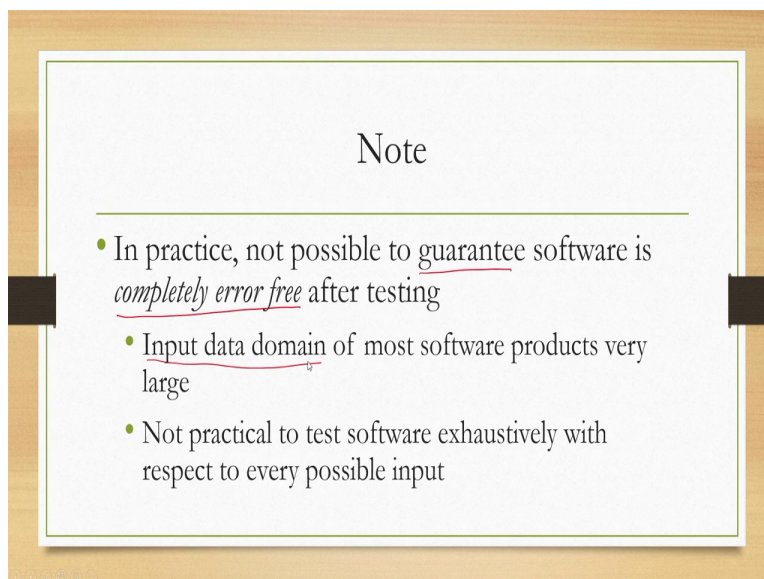 Note
• In practice, not possible to guarantee software is
completely error free after testing
• Input data domain of most software products very
large
• Not practical to test software exhaustively with
respect to every possible input